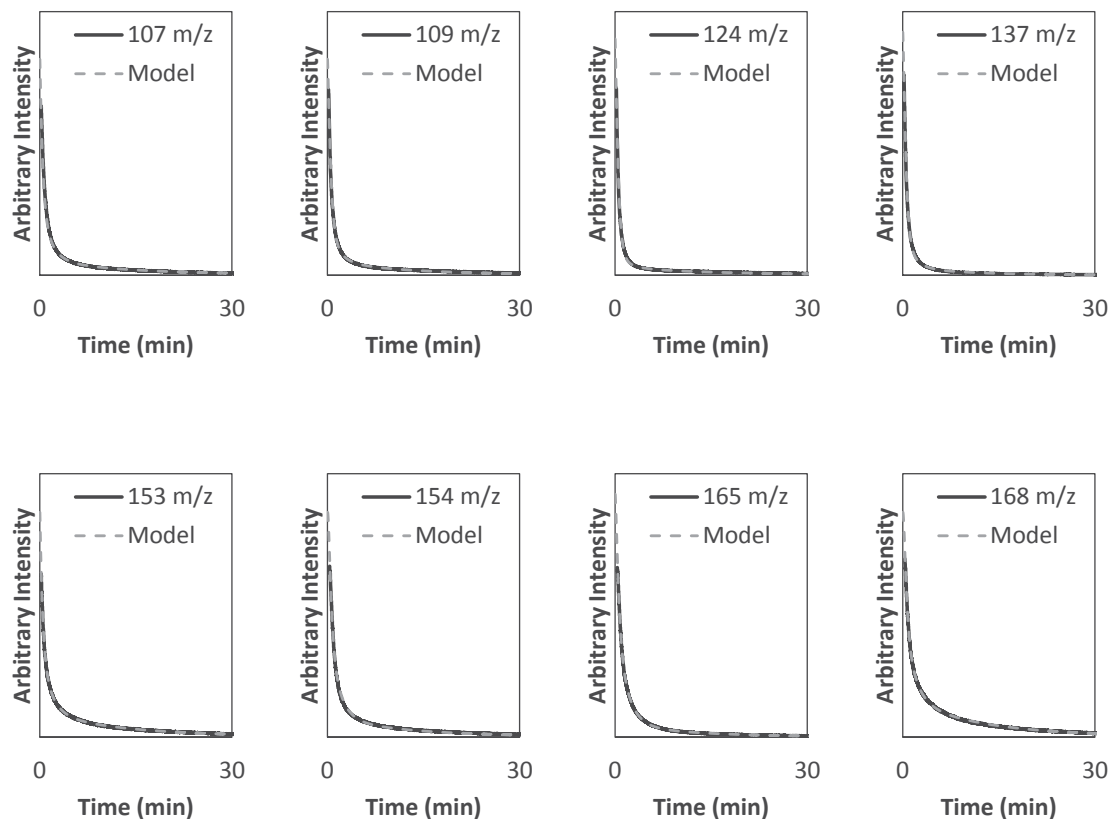 Arbitrary Intensity
107 m/z
Model
0
30
Time (min)
Arbitrary Intensity
109 m/z
Model
0
30
Time (min)
Arbitrary Intensity
124 m/z
Model
0
30
Time (min)
Arbitrary Intensity
137 m/z
Model
0
30
Time (min)
Arbitrary Intensity
153 m/z
Model
0
30
Time (min)
Arbitrary Intensity
154 m/z
Model
0
30
Time (min)
Arbitrary Intensity
165 m/z
Model
0
30
Time (min)
Arbitrary Intensity
168 m/z
Model
0
30
Time (min)